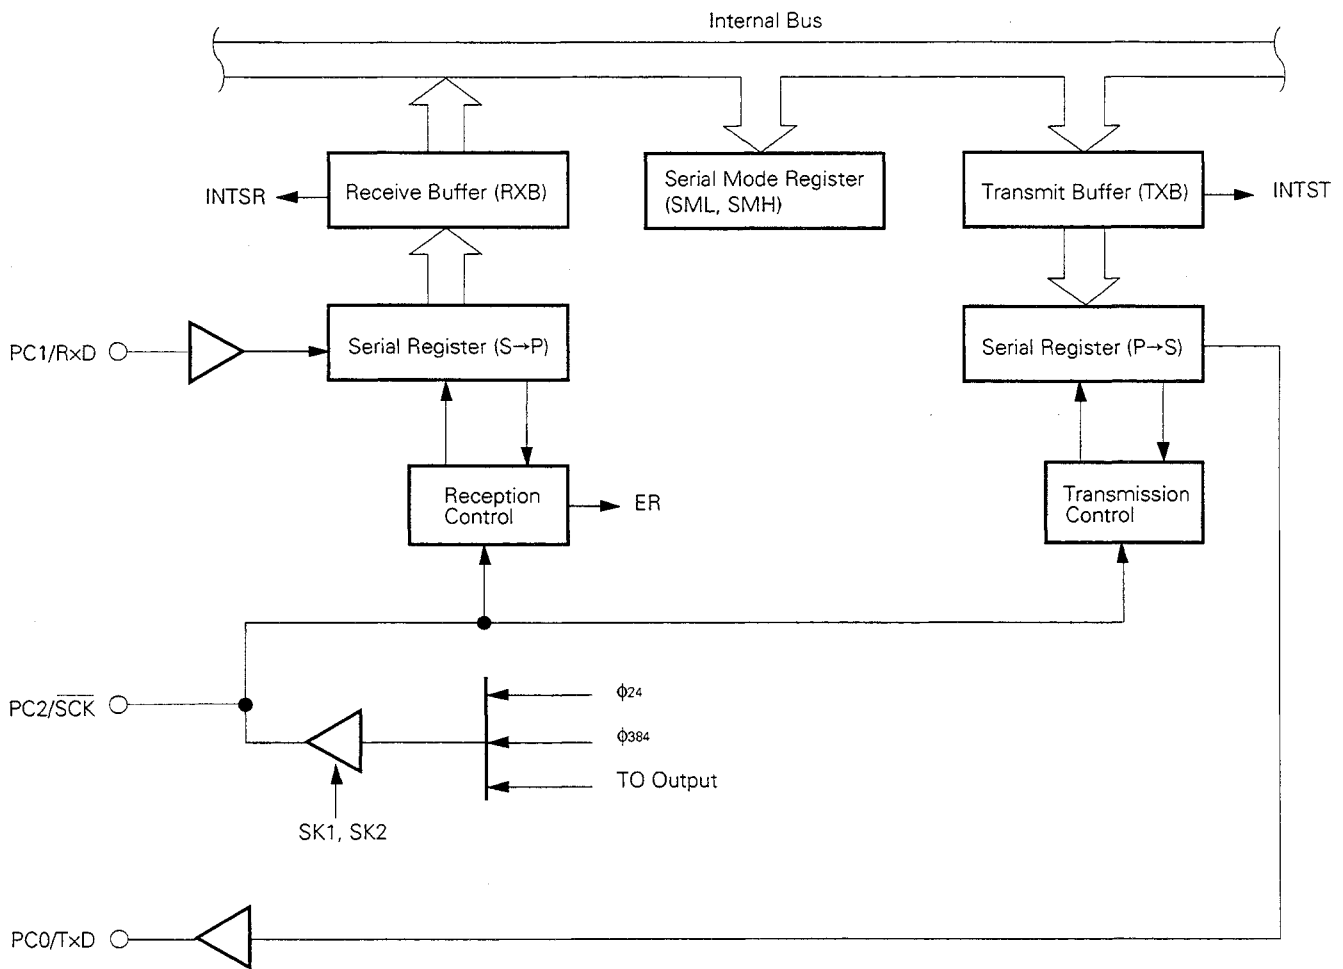 Internal Bus
INTSR
Receive Buffer (RXB)
Serial Mode Register
(SML, SMH)
Transmit Buffer (TXB)
INTST
PC1/RxD
Serial Register (S→P)
Serial Register (P→S)
Reception
Control
ER
Transmission
Control
PC2/S̅C̅K̅
ϕ24
ϕ384
TO Output
SK1, SK2
PC0/TxD